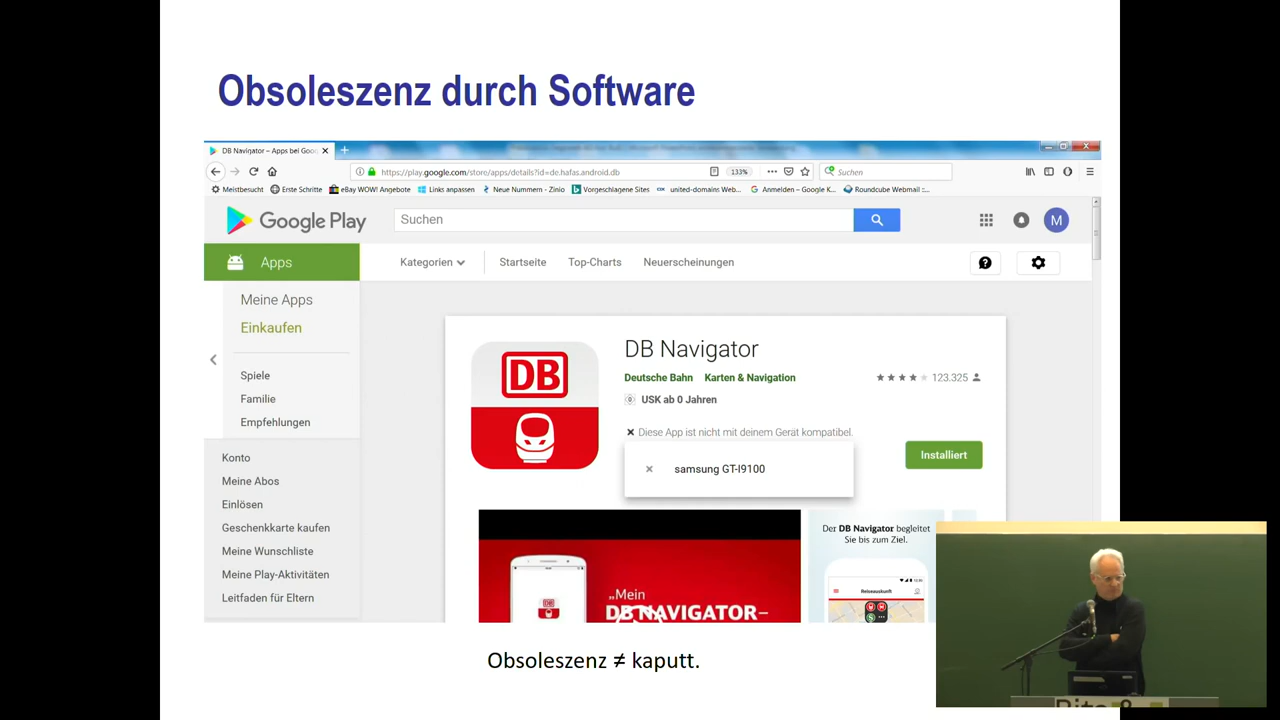 Obsoleszenz durch Software
DB Navigator – Apps bei Goog
https://play.google.com/store/apps/details?id=de.hafas.android.db
133%
Suchen
Meistbesucht
Erste Schritte
eBay WOW! Angebote
Links anpassen
Neue Nummern - Zinio
Vorgeschlagene Sites
united-domains Web...
Anmelden – Google K...
Roundcube Webmail ::...
Google Play
Suchen
M
Apps
Kategorien
Startseite
Top-Charts
Neuerscheinungen
Meine Apps
Einkaufen
Spiele
Familie
Empfehlungen
Konto
Meine Abos
Einlösen
Geschenkkarte kaufen
Meine Wunschliste
Meine Play-Aktivitäten
Leitfaden für Eltern
DB
DB Navigator
Deutsche Bahn Karten & Navigation
123.325
0 USK ab 0 Jahren
Diese App ist nicht mit deinem Gerät kompatibel.
samsung GT-I9100
Installiert
„Mein
DB NAVIGATOR–
Der DB Navigator begleitet
Sie bis zum Ziel.
Reiseauskunft
Obsoleszenz ≠ kaputt.